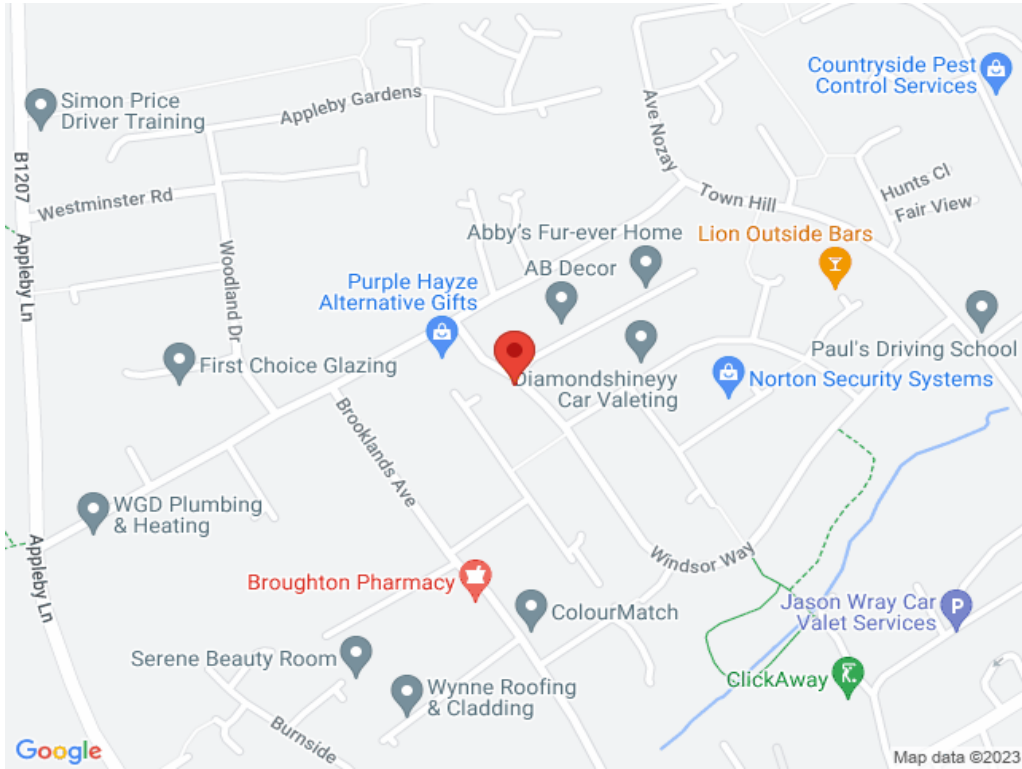 Countryside Pest
Control Services
Simon Price
Driver Training
Appleby Gardens
Ave Nozay
B1207
Westminster Rd
Hunts Cl
Town Hill
Fair View
Appleby Ln
Woodland Dr
Abby's Fur-ever Home
Lion Outside Bars
AB Decor
Purple Hayze
Alternative Gifts
First Choice Glazing
Paul's Driving School
Diamondshineyy
Car Valeting
Norton Security Systems
Brooklands Ave
WGD Plumbing
& Heating
Appleby Ln
Windsor Way
Broughton Pharmacy
ColourMatch
Jason Wray Car
Valet Services
P
Serene Beauty Room
ClickAway
Wynne Roofing
& Cladding
Burnside
Google
Map data ©2023